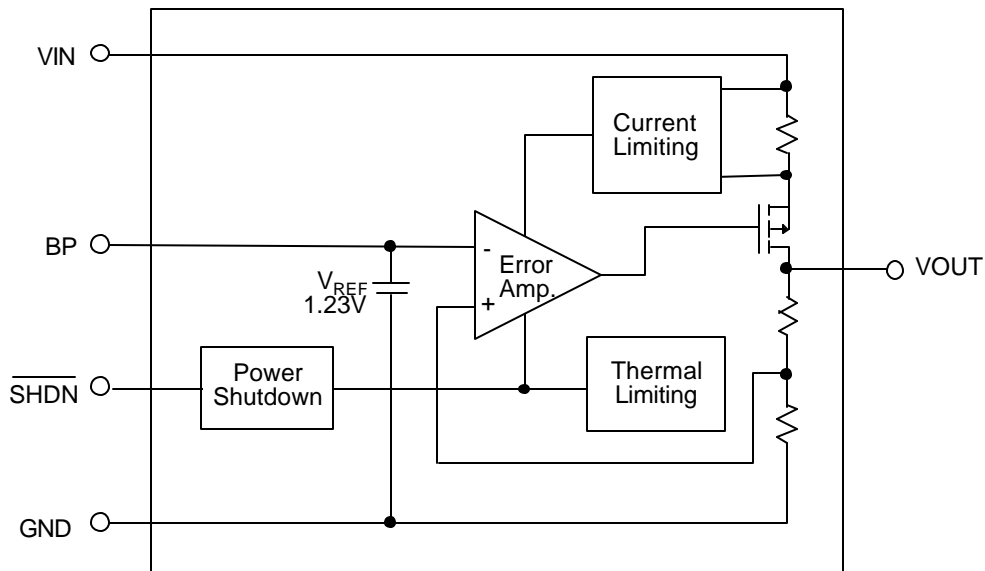 VIN
Current
Limiting
BP
-
Error
Amp.
+
VOUT
VREF
1.23V
SHDN
Power
Shutdown
Thermal
Limiting
GND